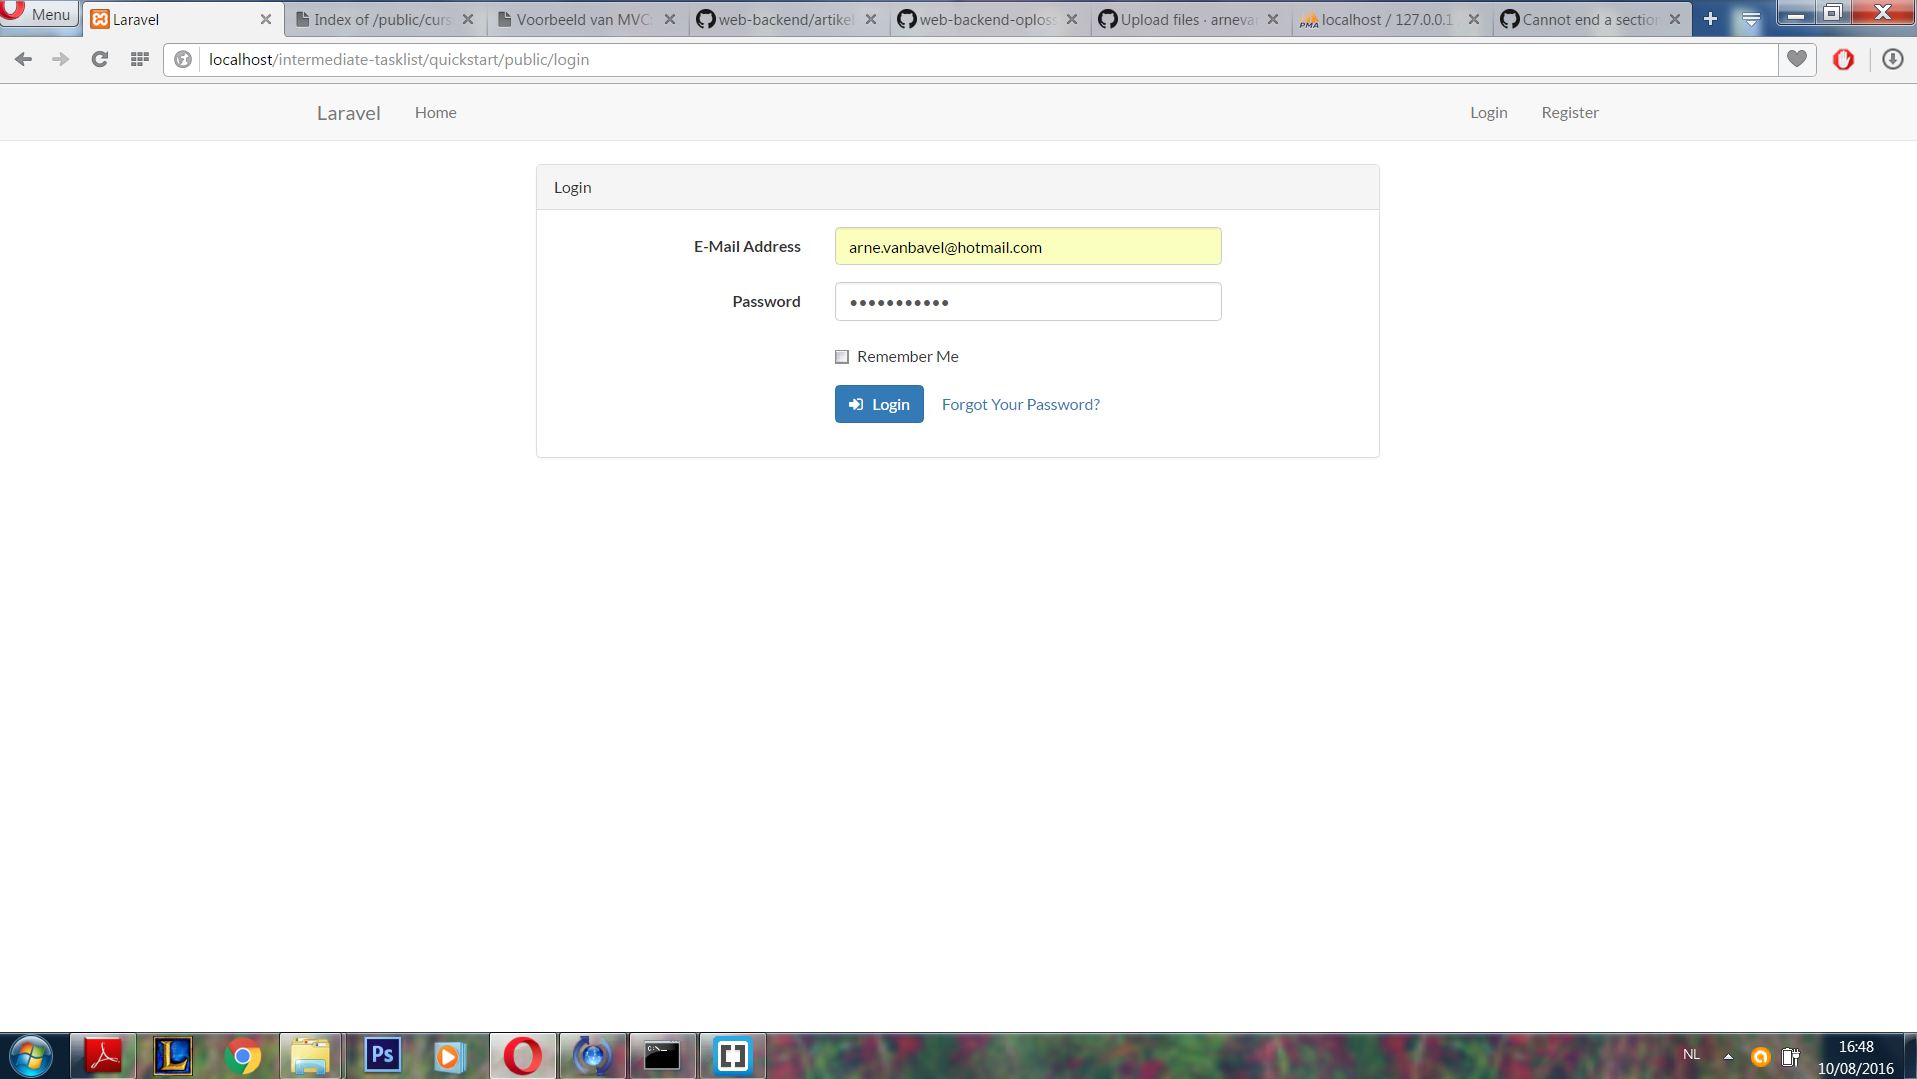 Menu
Laravel
Index of /public/curs
Voorbeeld van MVC:
web-backend/artikel
web-backend-oploss
Upload files · arnevan
localhost / 127.0.0.1
Cannot end a section
localhost/intermediate-tasklist/quickstart/public/login
Laravel Home Login Register
Login
E-Mail Address arne.vanbavel@hotmail.com
Password
Remember Me
Login Forgot Your Password?
Ps
NL
16:48
10/08/2016